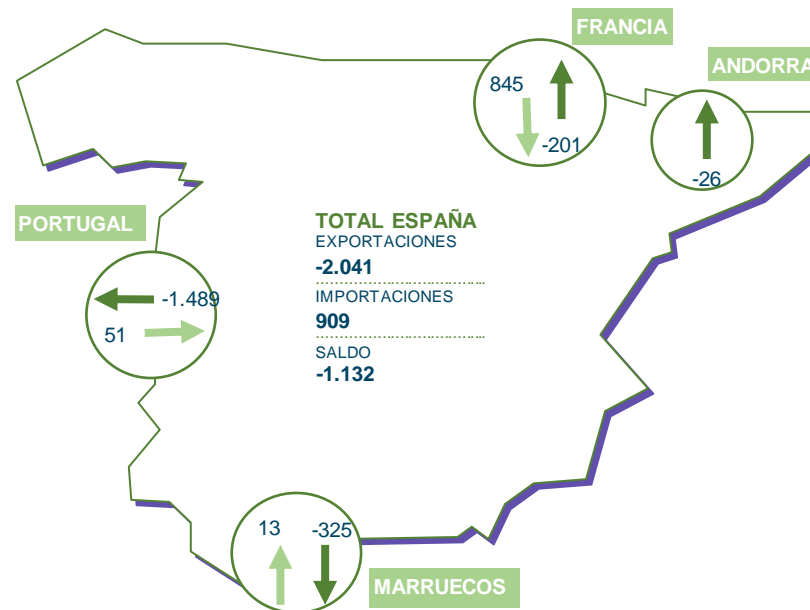 FRANCIA
ANDORRA
845
-201
-26
PORTUGAL
TOTAL ESPAÑA
EXPORTACIONES
-2.041
IMPORTACIONES
909
SALDO
-1.132
-1.489
51
13 -325
MARRUECOS